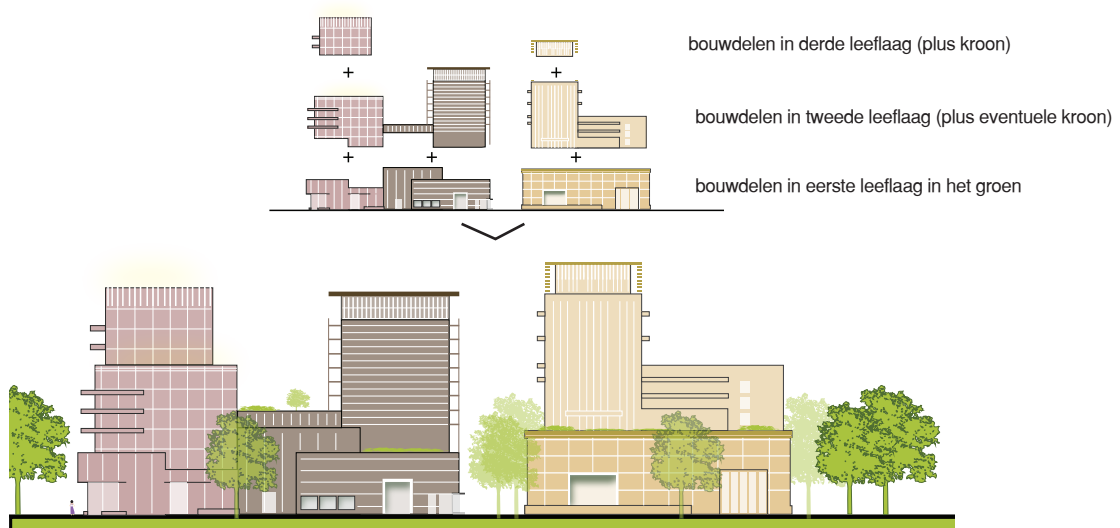 bouwdelen in derde leeflaag (plus kroon)
bouwdelen in tweede leeflaag (plus eventuele kroon)
bouwdelen in eerste leeflaag in het groen